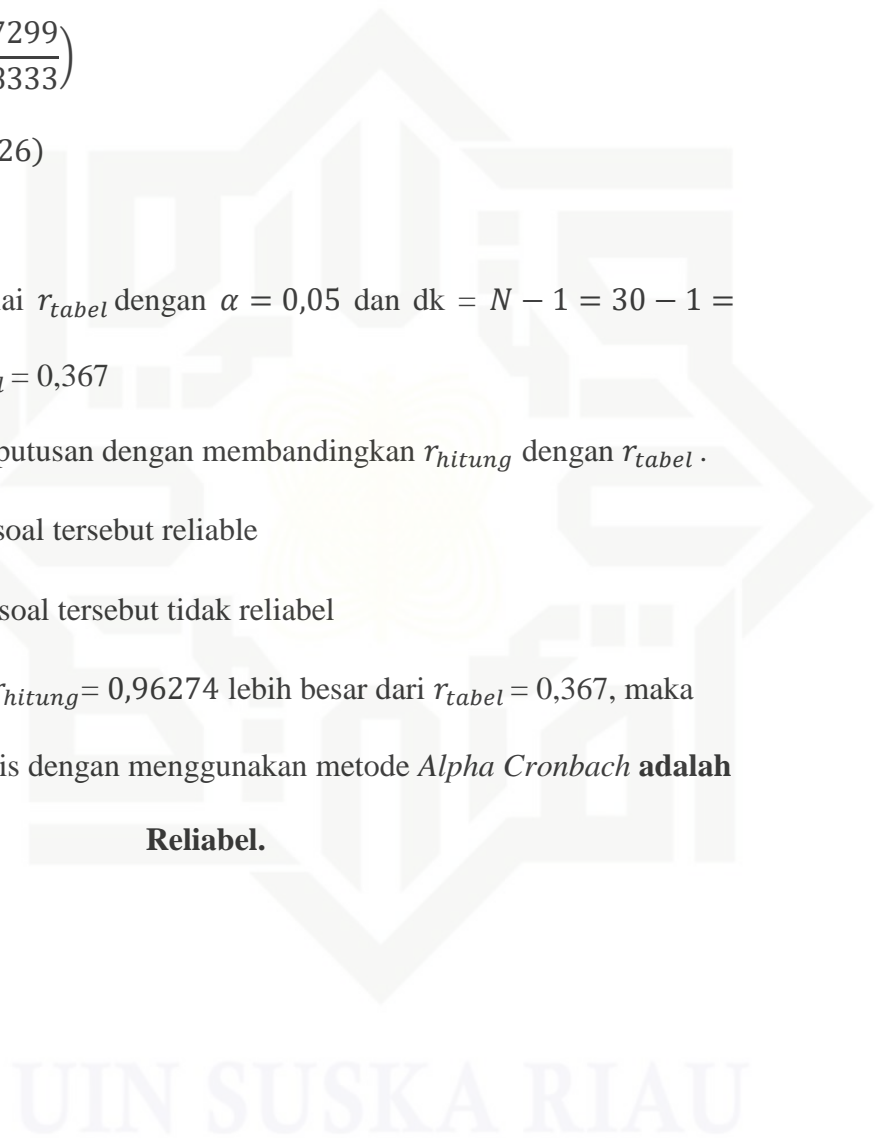 7299
8333)
26)
ai r_tabel dengan α = 0,05 dan dk = N − 1 = 30 − 1 =
= 0,367
putusan dengan membandingkan r_hitung dengan r_tabel .
soal tersebut reliable
soal tersebut tidak reliabel
r_hitung= 0,96274 lebih besar dari r_tabel = 0,367, maka
is dengan menggunakan metode Alpha Cronbach adalah
Reliabel.
UIN SUSKA RIAU